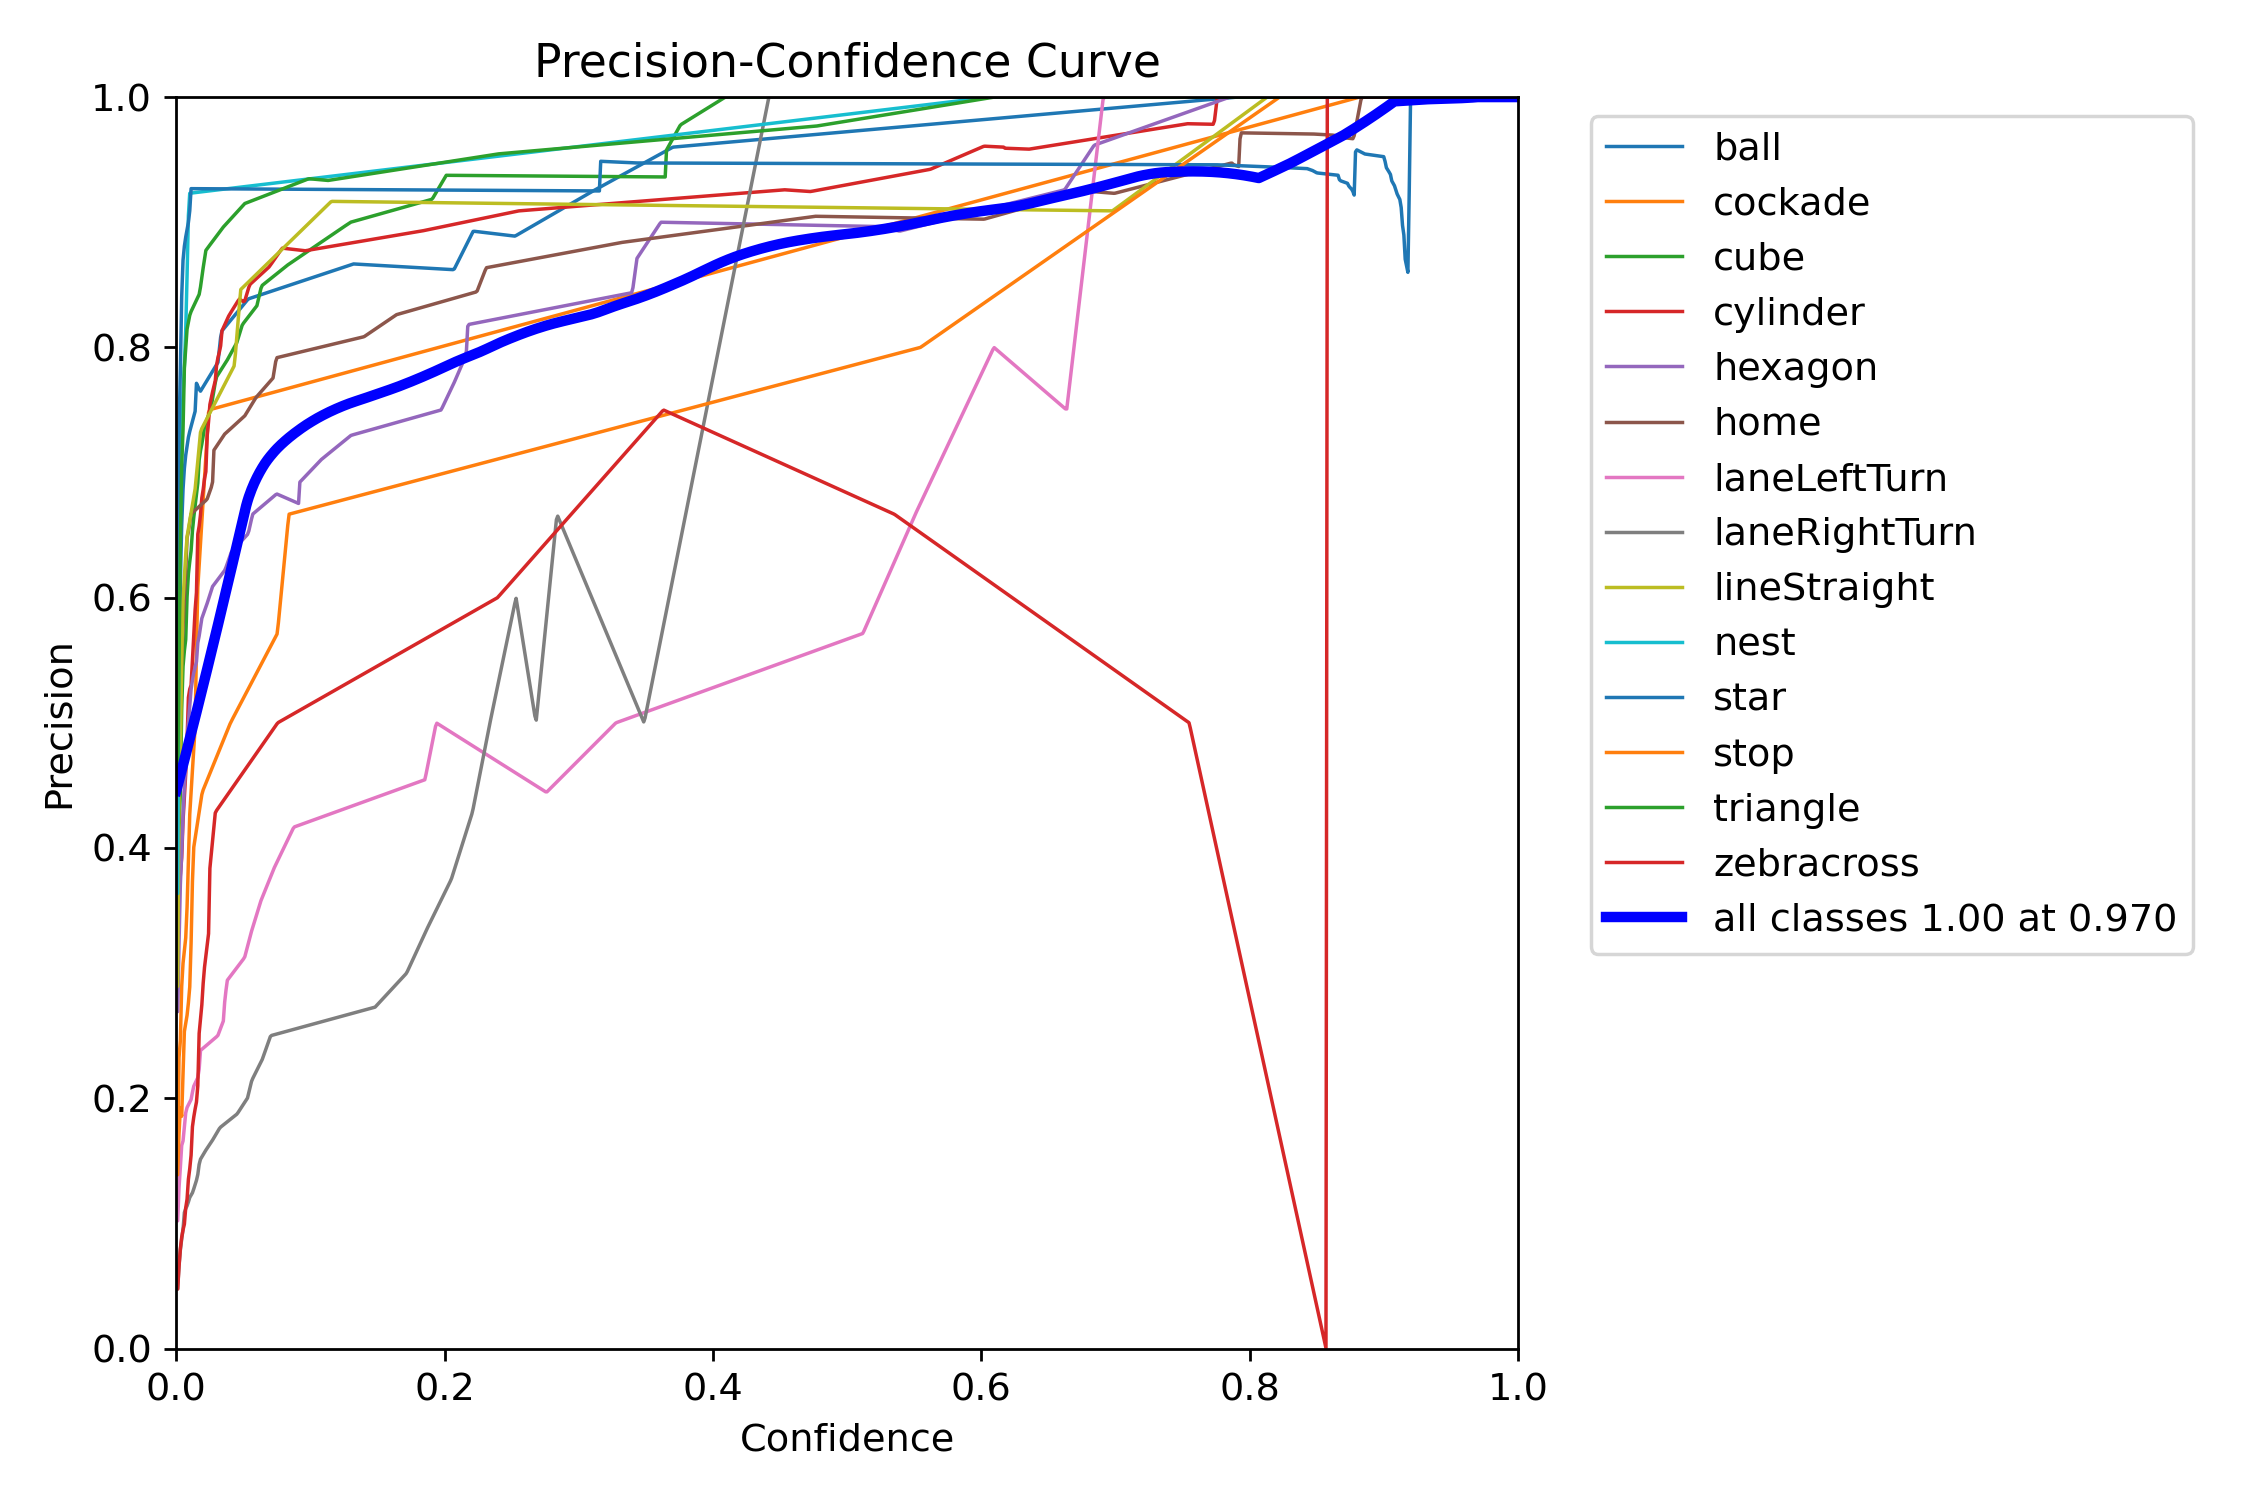 Precision-Confidence Curve
1.0
0.8
0.6
0.4
0.2
0.0
Precision
0.0 0.2 0.4 0.6 0.8 1.0
Confidence
ball
cockade
cube
cylinder
hexagon
home
laneLeftTurn
laneRightTurn
lineStraight
nest
star
stop
triangle
zebracross
all classes 1.00 at 0.970